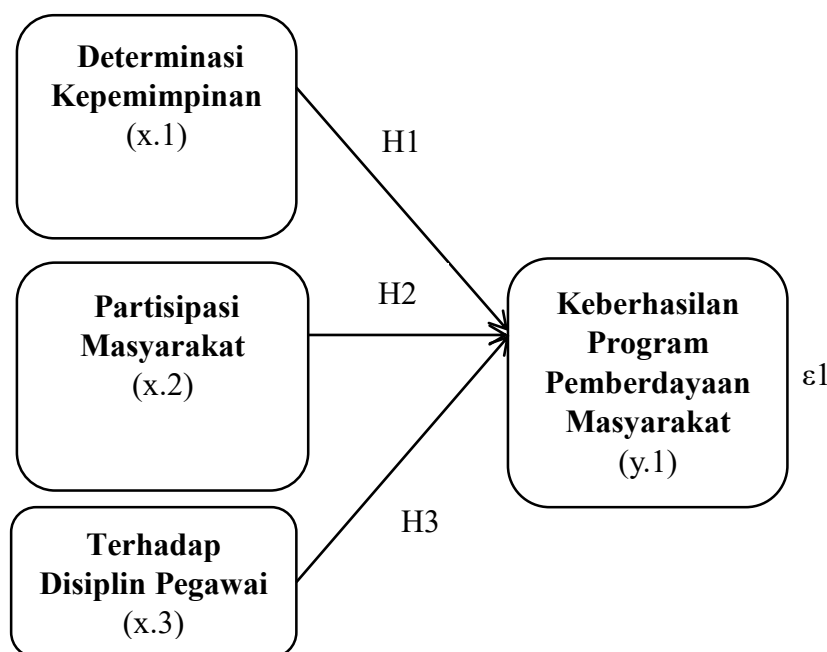 Determinasi
Kepemimpinan
(x.1)
H1
Partisipasi
Masyarakat
(x.2)
H2
Keberhasilan
Program
Pemberdayaan
Masyarakat
(y.1)
ε1
H3
Terhadap
Disiplin Pegawai
(x.3)